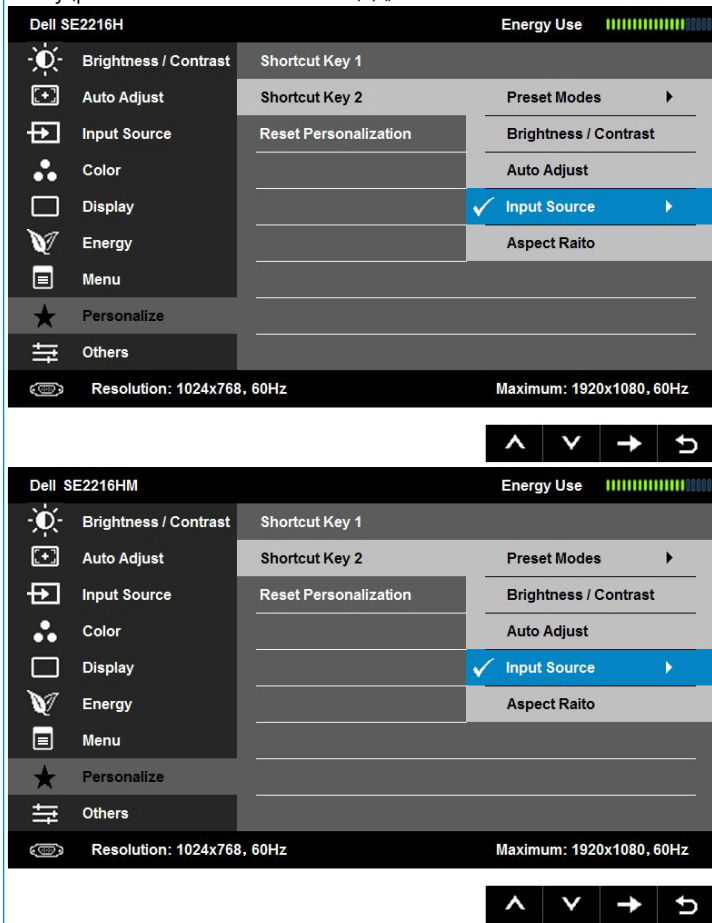 Dell SE2216H Energy Use
Brightness / Contrast Shortcut Key 1
Auto Adjust Shortcut Key 2 Preset Modes
Input Source Reset Personalization Brightness / Contrast
Color Auto Adjust
Display Input Source
Energy Aspect Raito
Menu
Personalize
Others
Resolution: 1024x768, 60Hz Maximum: 1920x1080, 60Hz
Dell SE2216HM Energy Use
Brightness / Contrast Shortcut Key 1
Auto Adjust Shortcut Key 2 Preset Modes
Input Source Reset Personalization Brightness / Contrast
Color Auto Adjust
Display Input Source
Energy Aspect Raito
Menu
Personalize
Others
Resolution: 1024x768, 60Hz Maximum: 1920x1080, 60Hz